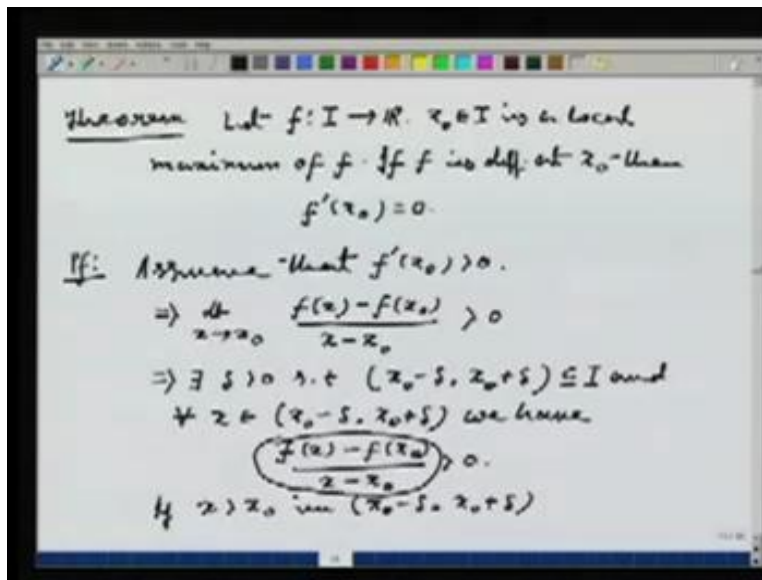 Theorem Let f: I → ℝ. x₀ ∈ I is a local
maximum of f. If f is diff. at x₀ then
f'(x₀) = 0.
Pf: Assume that f'(x₀) > 0.
⇒ lt x→x₀ (f(x) – f(x₀))/(x – x₀) > 0
⇒ ∃ δ > 0 s.t (x₀-δ, x₀+δ) ⊆ I and
∀ x ∈ (x₀-δ, x₀+δ) we have
(f(x) – f(x₀))/(x – x₀) > 0.
If x > x₀ in (x₀-δ, x₀+δ)